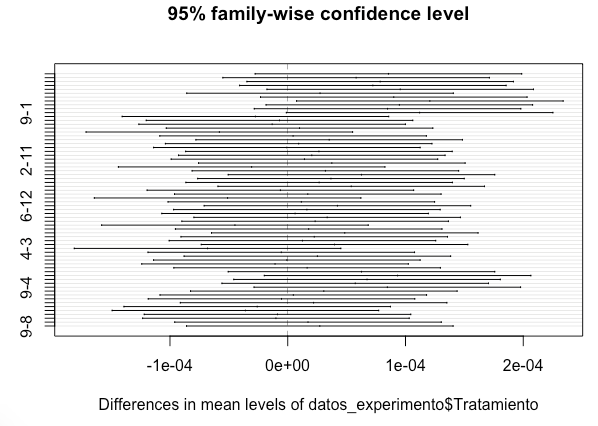 95% family-wise confidence level
9-1
2-11
6-12
4-3
9-4
9-8
-1e-04
0e+00
1e-04
2e-04
Differences in mean levels of datos_experimento$Tratamiento